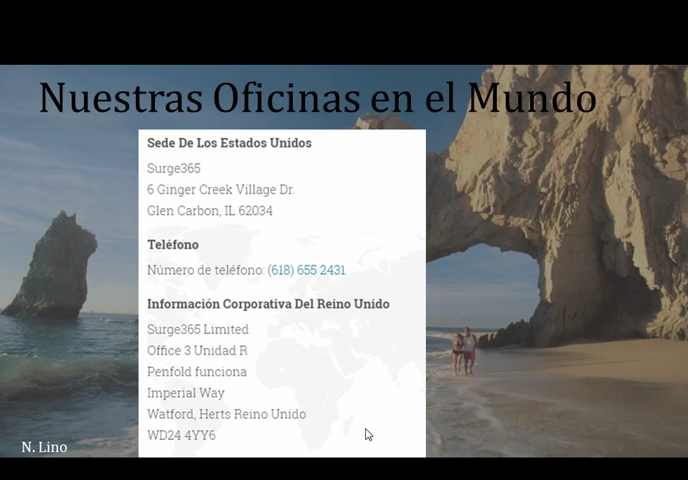 Nuestras Oficinas en el Mundo
Sede De Los Estados Unidos
Surge365
6 Ginger Creek Village Dr.
Glen Carbon, IL 62034
Teléfono
Número de teléfono: (618) 655 2431
Información Corporativa Del Reino Unido
Surge365 Limited
Office 3 Unidad R
Penfold funciona
Imperial Way
Watford, Herts Reino Unido
WD24 4YY6
N. Lino